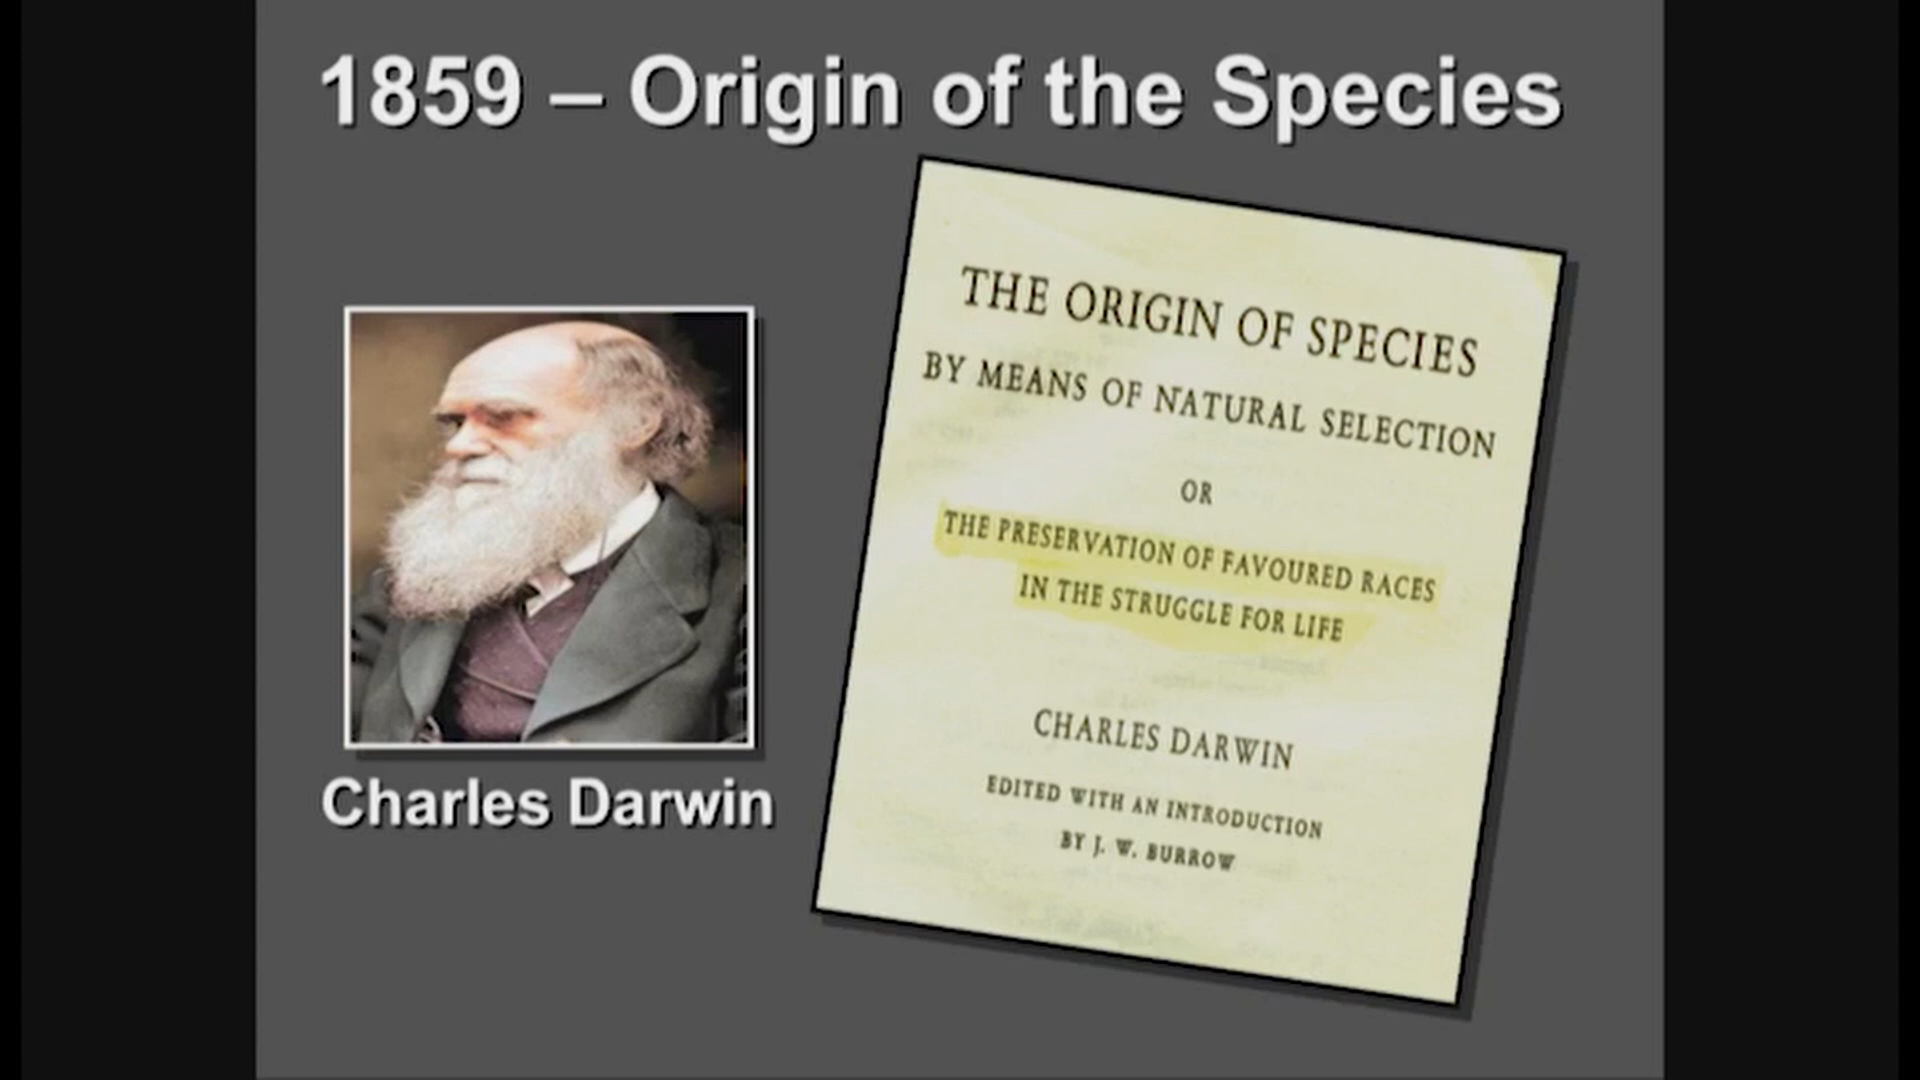 1859 – Origin of the Species
THE ORIGIN OF SPECIES
BY MEANS OF NATURAL SELECTION
OR
THE PRESERVATION OF FAVOURED RACES
IN THE STRUGGLE FOR LIFE
CHARLES DARWIN
EDITED WITH AN INTRODUCTION
BY J. W. BURROW
Charles Darwin